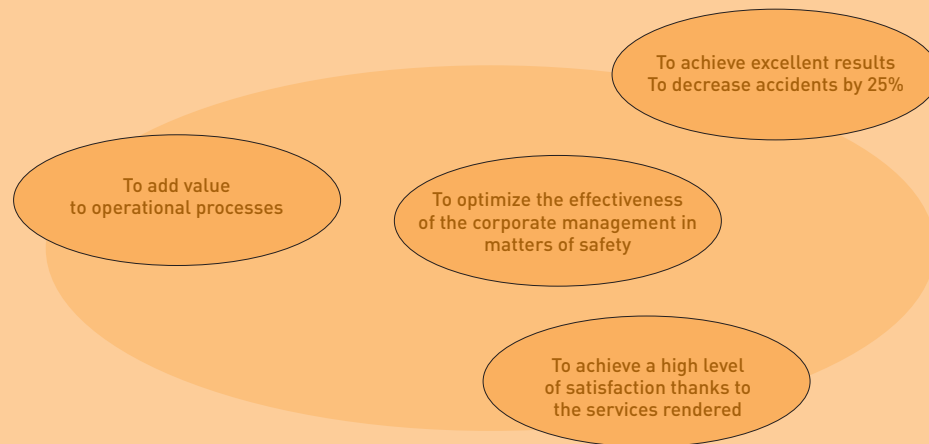 To achieve excellent results
To decrease accidents by 25%
To add value
to operational processes
To optimize the effectiveness
of the corporate management in
matters of safety
To achieve a high level
of satisfaction thanks to
the services rendered